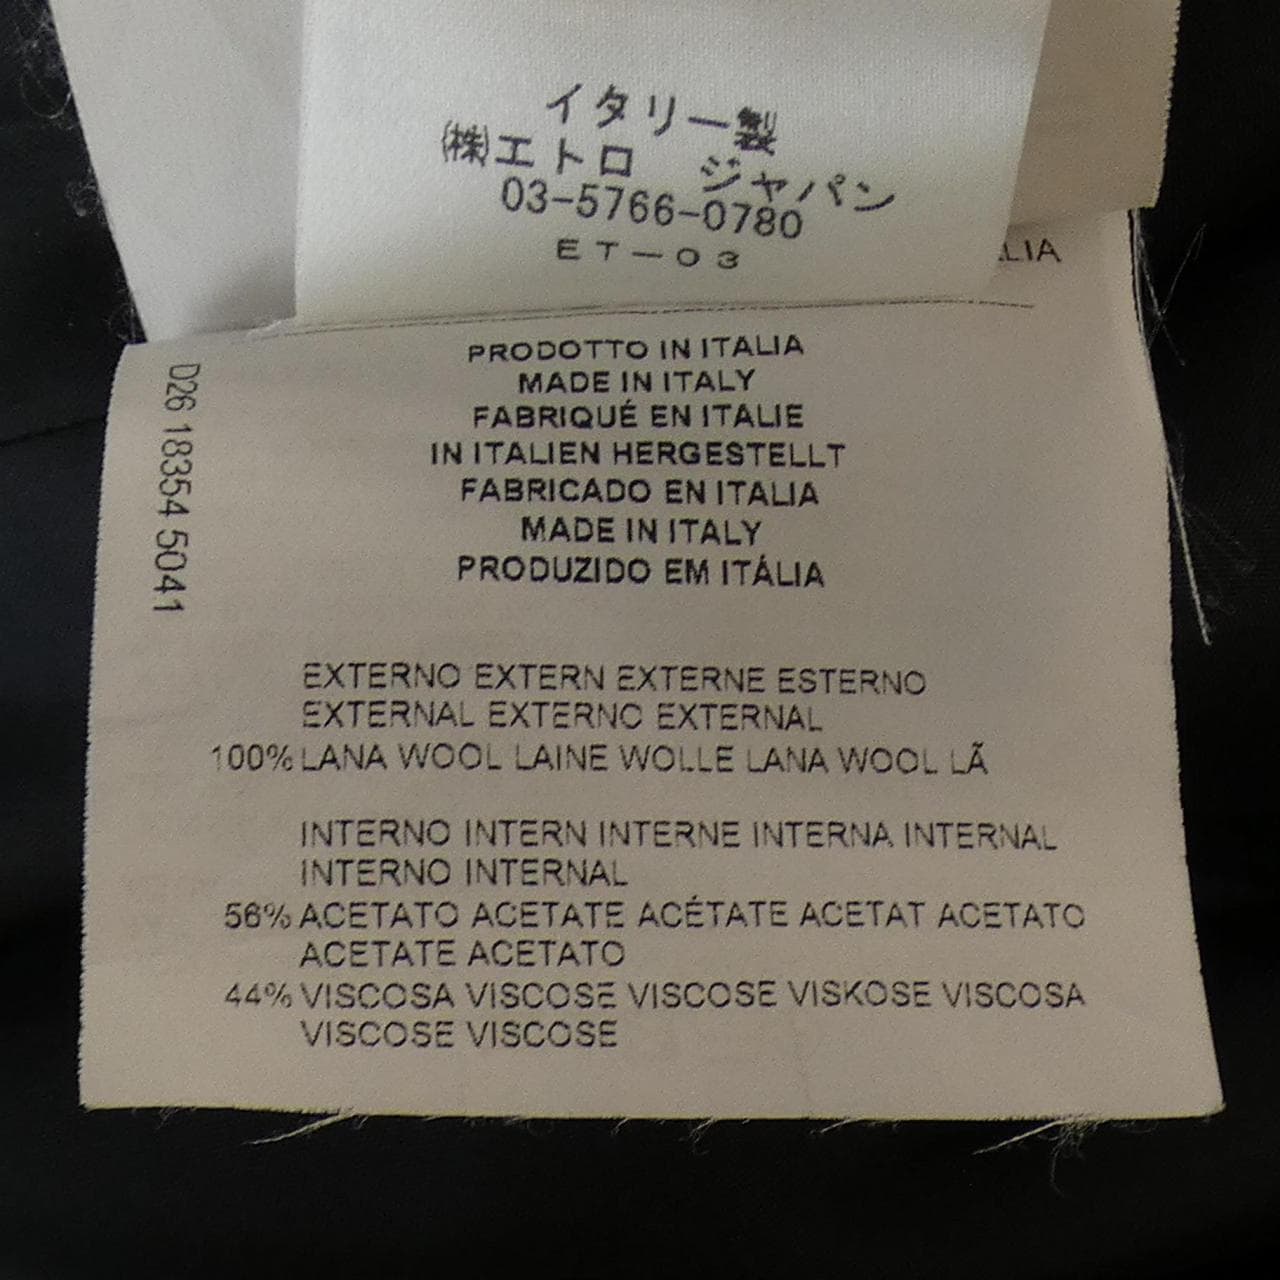 イタリー製
㈱エトロ ジャパン
03-5766-0780
ET-03
LIA
PRODOTTO IN ITALIA
MADE IN ITALY
FABRIQUÉ EN ITALIE
IN ITALIEN HERGESTELLT
FABRICADO EN ITALIA
MADE IN ITALY
PRODUZIDO EM ITÁLIA
D26 18354 5041
EXTERNO EXTERN EXTERNE ESTERNO
EXTERNAL EXTERNO EXTERNAL
100% LANA WOOL LAINE WOLLE LANA WOOL LÃ
INTERNO INTERN INTERNE INTERNA INTERNAL
INTERNO INTERNAL
56% ACETATO ACETATE ACÉTATE ACETAT ACETATO
ACETATE ACETATO
44% VISCOSA VISCOSE VISCOSE VISKOSE VISCOSA
VISCOSE VISCOSE